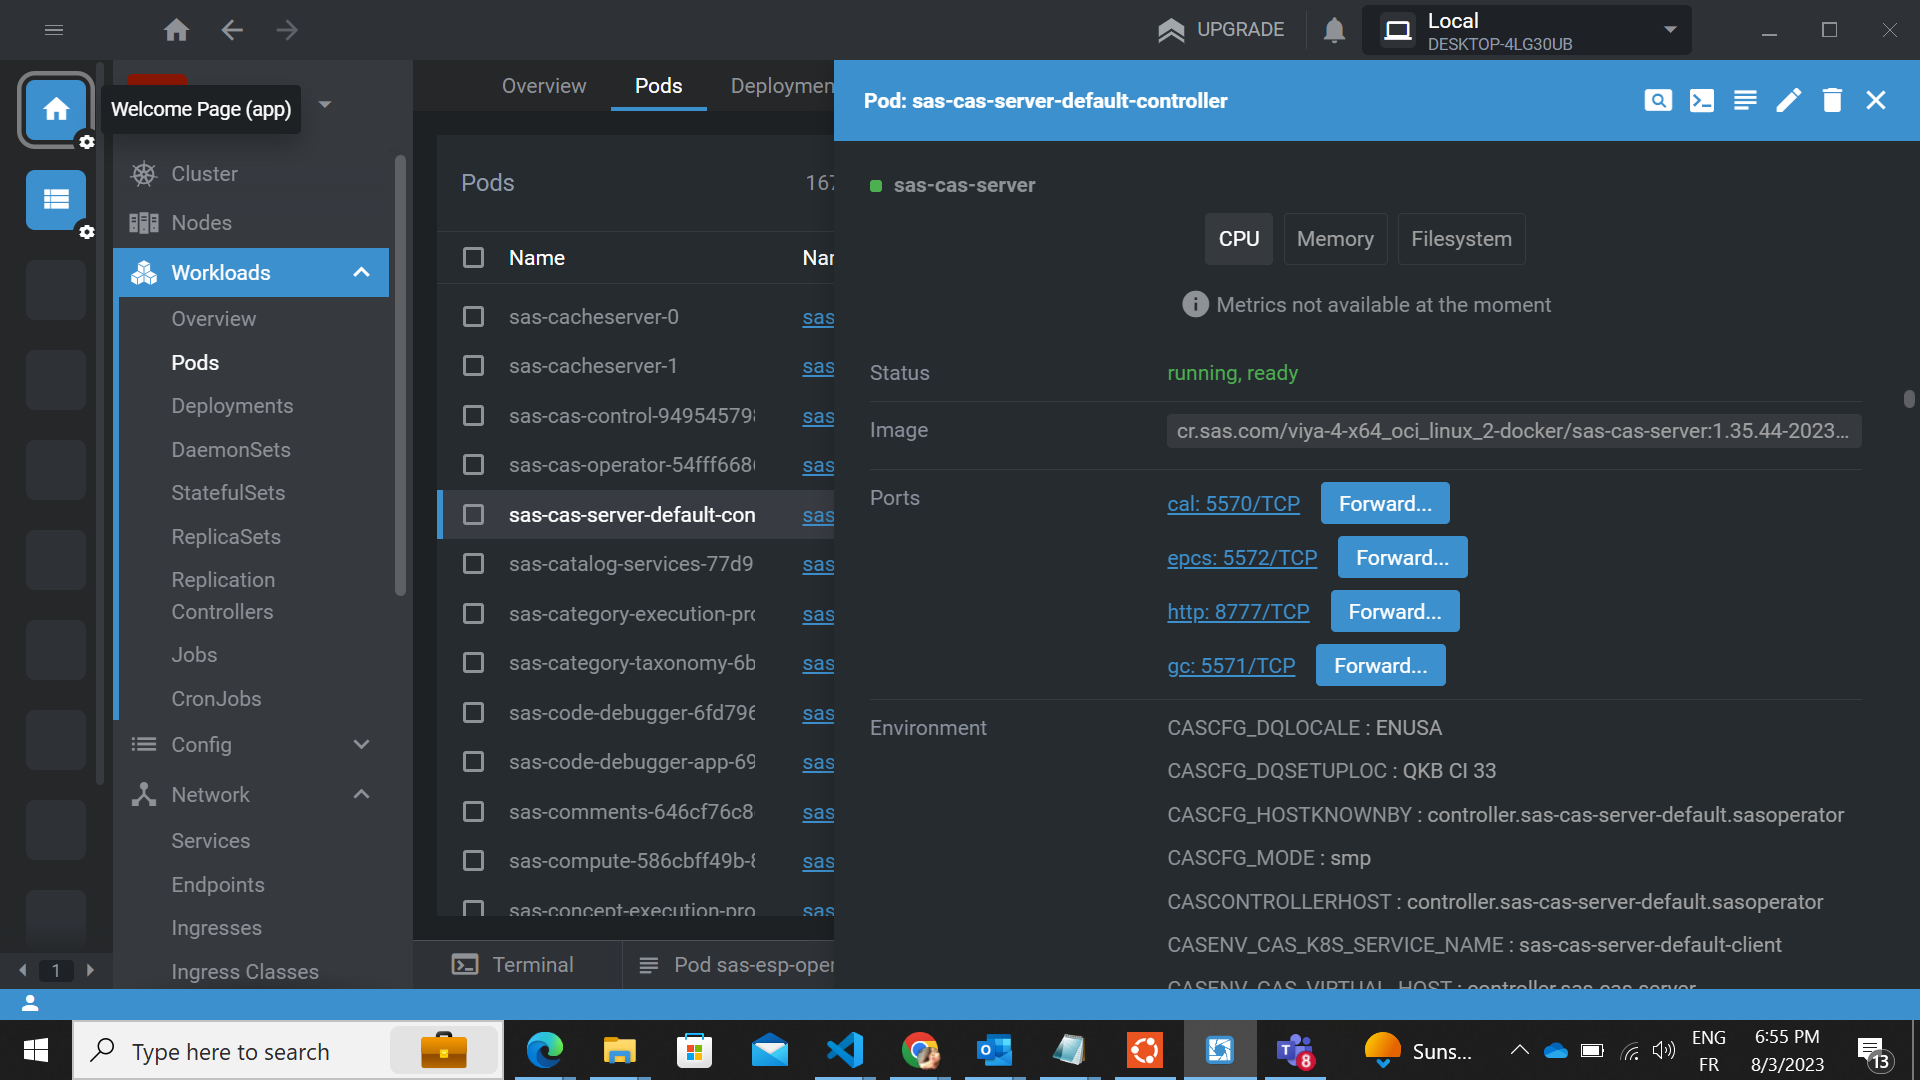 UPGRADE
Local
DESKTOP-4LG30UB
Welcome Page (app)
Cluster
Nodes
Workloads
Overview
Pods
Deployments
DaemonSets
StatefulSets
ReplicaSets
Replication
Controllers
Jobs
CronJobs
Config
Network
Services
Endpoints
Ingresses
Ingress Classes
1
Overview
Pods
Deploymen
Pods
167
Name
Nar
sas-cacheserver-0
sas
sas-cacheserver-1
sas
sas-cas-control-949545798
sas
sas-cas-operator-54fff668
sas
sas-cas-server-default-con
sas
sas-catalog-services-77d9
sas
sas-category-execution-pro
sas
sas-category-taxonomy-6b
sas
sas-code-debugger-6fd796
sas
sas-code-debugger-app-69
sas
sas-comments-646cf76c8
sas
sas-compute-586cbff49b-8
sas
sas-concept-execution-pro
sas
Terminal
Pod sas-esp-oper
Pod: sas-cas-server-default-controller
sas-cas-server
CPU
Memory
Filesystem
Metrics not available at the moment
Status
running, ready
Image
cr.sas.com/viya-4-x64_oci_linux_2-docker/sas-cas-server:1.35.44-2023...
Ports
cal: 5570/TCP
Forward...
epcs: 5572/TCP
Forward...
http: 8777/TCP
Forward...
gc: 5571/TCP
Forward...
Environment
CASCFG_DQLOCALE : ENUSA
CASCFG_DQSETUPLOC : QKB CI 33
CASCFG_HOSTKNOWNBY : controller.sas-cas-server-default.sasoperator
CASCFG_MODE : smp
CASCONTROLLERHOST : controller.sas-cas-server-default.sasoperator
CASENV_CAS_K8S_SERVICE_NAME : sas-cas-server-default-client
CASENV_CAS_VIRTUAL_HOST : controller.sas-cas-server
Type here to search
8
Suns...
ENG
FR
6:55 PM
8/3/2023
13